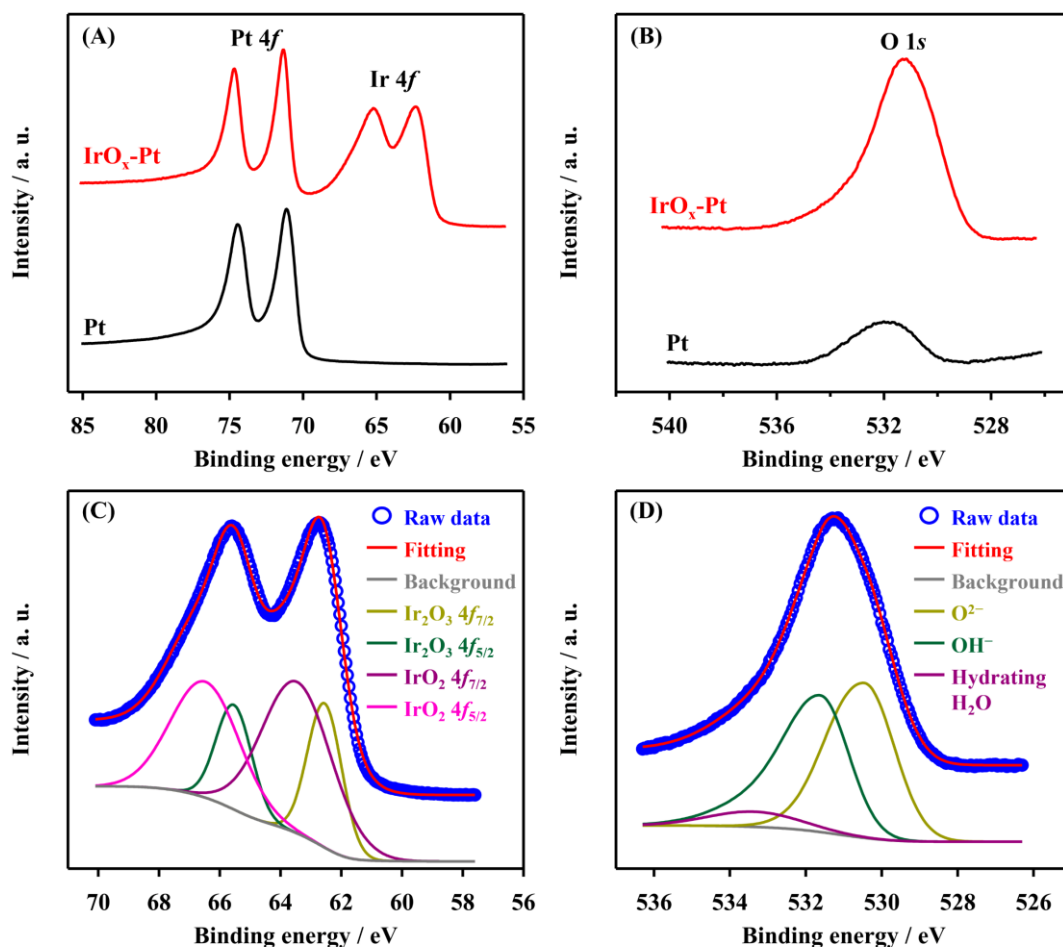 (A)
Pt 4f
Ir 4f
IrOₓ-Pt
Pt
Intensity / a. u.
85 80 75 70 65 60 55
Binding energy / eV
(B)
O 1s
IrOₓ-Pt
Pt
Intensity / a. u.
540 536 532 528
Binding energy / eV
(C)
Raw data
Fitting
Background
Ir₂O₃ 4f₇/₂
Ir₂O₃ 4f₅/₂
IrO₂ 4f₇/₂
IrO₂ 4f₅/₂
Intensity / a. u.
70 68 66 64 62 60 58 56
Binding energy / eV
(D)
Raw data
Fitting
Background
O²⁻
OH⁻
Hydrating
H₂O
Intensity / a. u.
536 534 532 530 528 526
Binding energy / eV